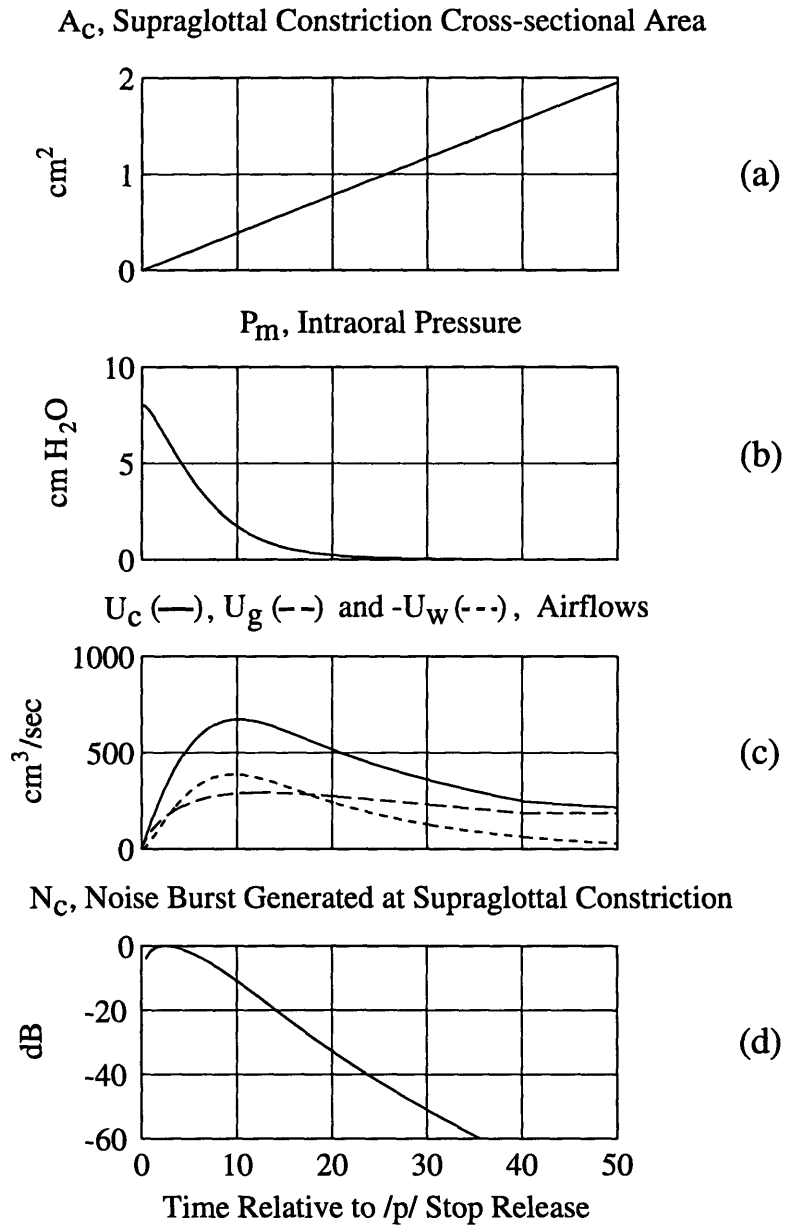 A_c, Supraglottal Constriction Cross-sectional Area
2
1
0
cm²
(a)
P_m, Intraoral Pressure
10
5
0
cm H₂O
(b)
U_c (—), U_g (– –) and -U_w (- - -), Airflows
1000
500
0
cm³/sec
(c)
N_c, Noise Burst Generated at Supraglottal Constriction
0
-20
-40
-60
dB
(d)
0 10 20 30 40 50
Time Relative to /p/ Stop Release